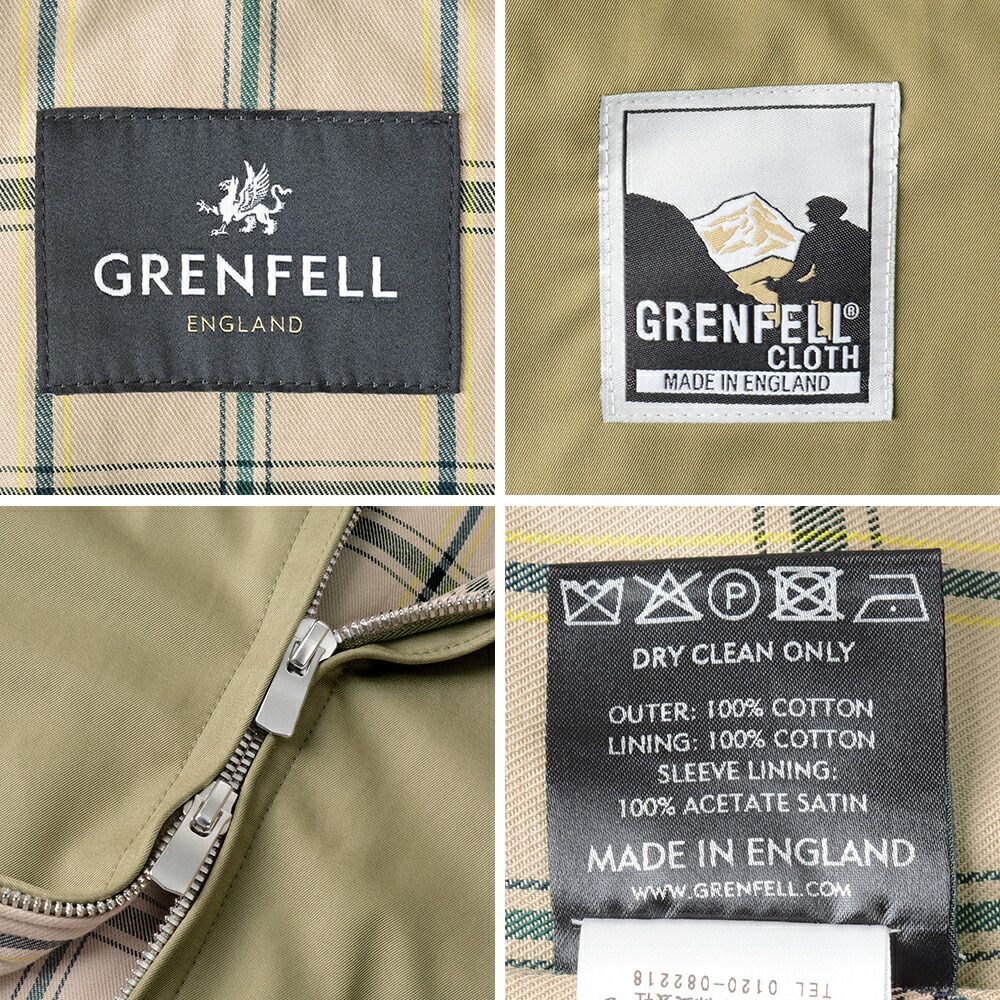 GRENFELL
ENGLAND
GRENFELL®
CLOTH
MADE IN ENGLAND
P
DRY CLEAN ONLY
OUTER: 100% COTTON
LINING: 100% COTTON
SLEEVE LINING:
100% ACETATE SATIN
MADE IN ENGLAND
WWW.GRENFELL.COM
TEL 0120-082218